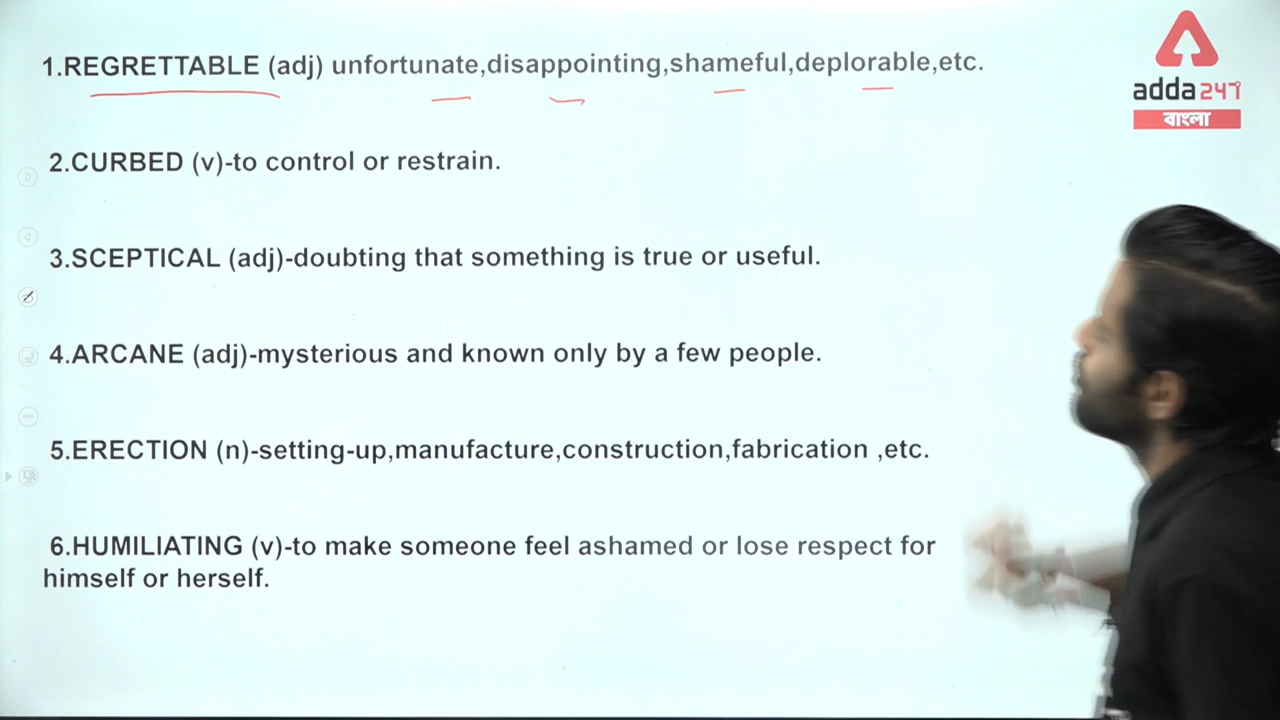 1.REGRETTABLE (adj) unfortunate,disappointing,shameful,deplorable,etc.
adda247
বাংলা
2.CURBED (v)-to control or restrain.
3.SCEPTICAL (adj)-doubting that something is true or useful.
4.ARCANE (adj)-mysterious and known only by a few people.
5.ERECTION (n)-setting-up,manufacture,construction,fabrication ,etc.
6.HUMILIATING (v)-to make someone feel ashamed or lose respect for
himself or herself.